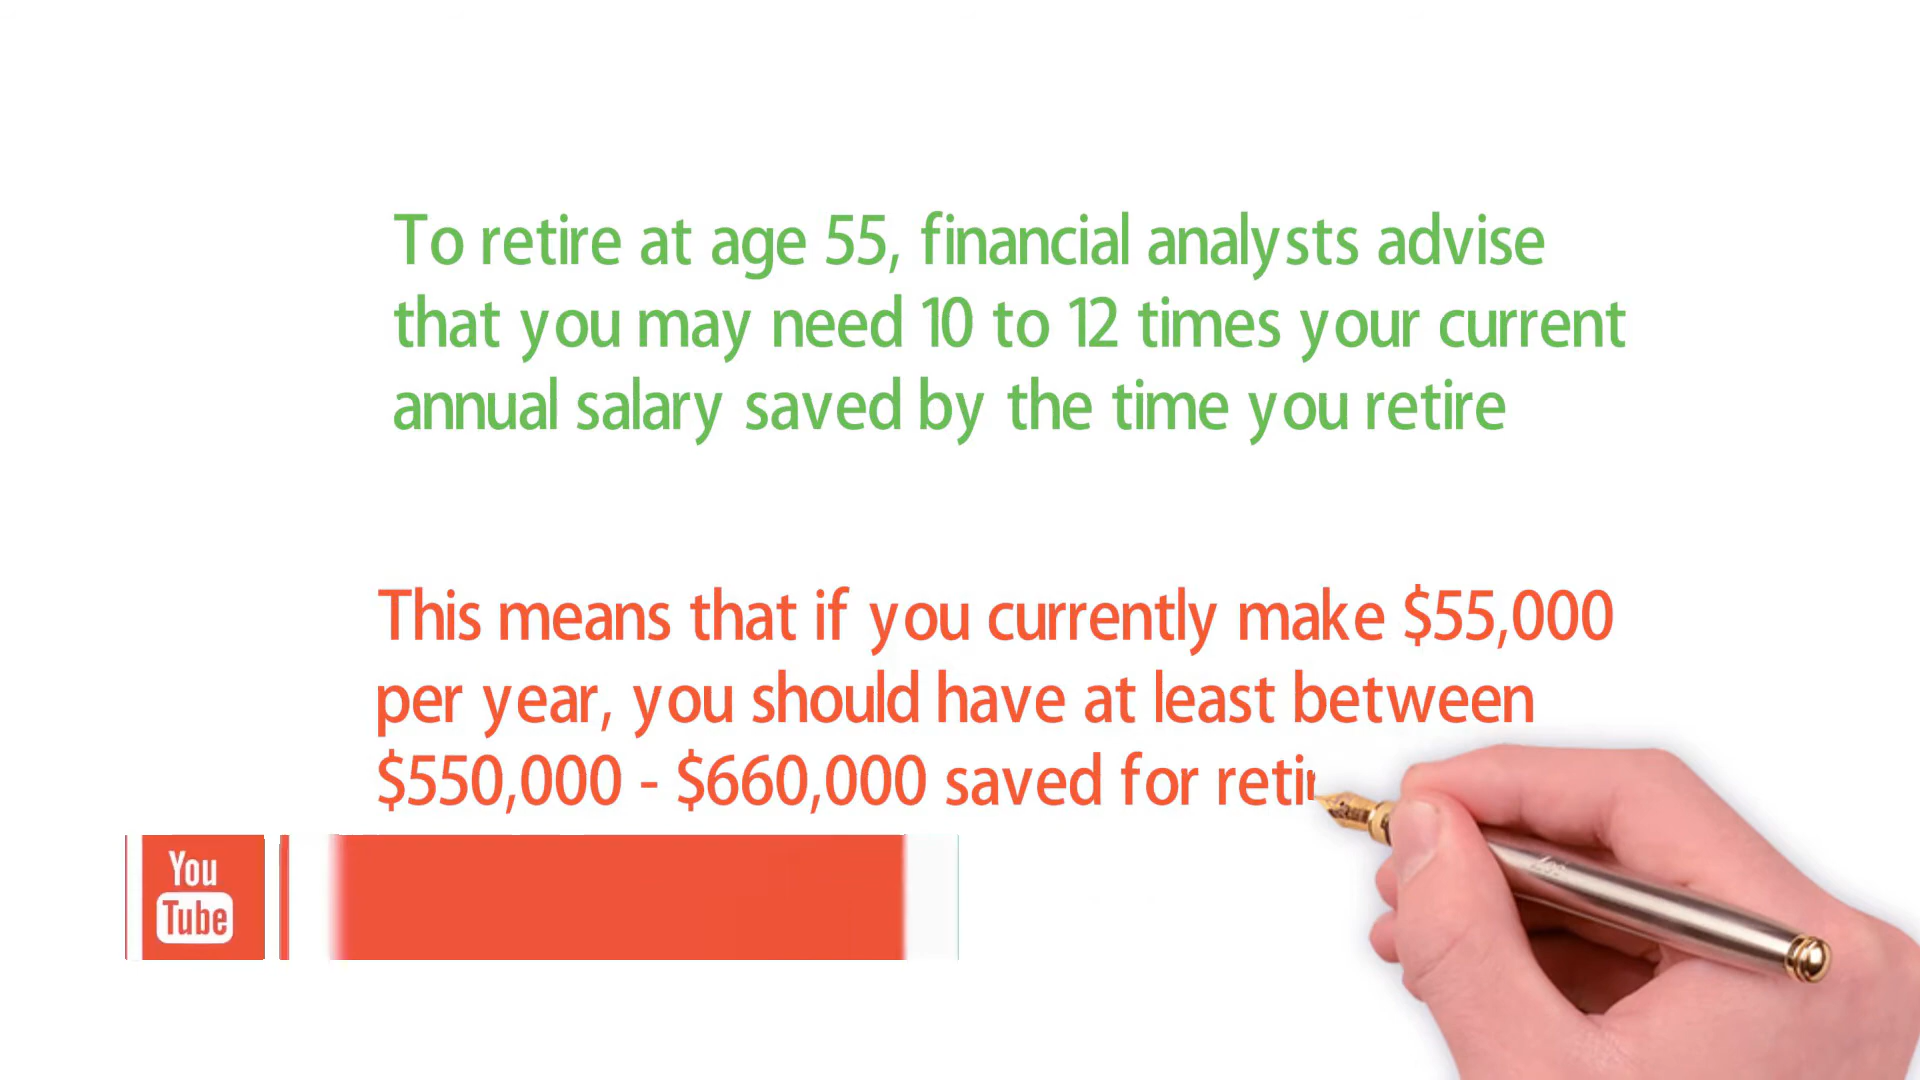 To retire at age 55, financial analysts advise
that you may need 10 to 12 times your current
annual salary saved by the time you retire
This means that if you currently make $55,000
per year, you should have at least between
$550,000 - $660,000 saved for retir
You
Tube